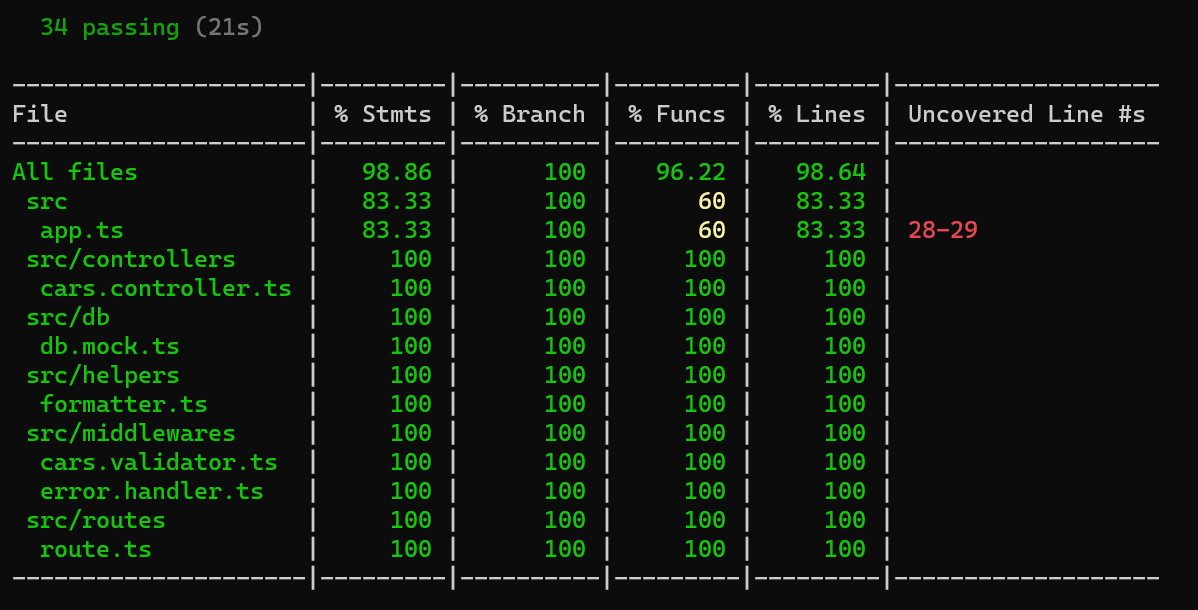 34 passing (21s)
----------------------|---------|----------|---------|---------|-------------------
File                  | % Stmts | % Branch | % Funcs | % Lines | Uncovered Line #s
----------------------|---------|----------|---------|---------|-------------------
All files             |   98.86 |      100 |   96.22 |   98.64 |
 src                  |   83.33 |      100 |      60 |   83.33 |
  app.ts              |   83.33 |      100 |      60 |   83.33 | 28-29
 src/controllers      |     100 |      100 |     100 |     100 |
  cars.controller.ts  |     100 |      100 |     100 |     100 |
 src/db               |     100 |      100 |     100 |     100 |
  db.mock.ts          |     100 |      100 |     100 |     100 |
 src/helpers          |     100 |      100 |     100 |     100 |
  formatter.ts        |     100 |      100 |     100 |     100 |
 src/middlewares      |     100 |      100 |     100 |     100 |
  cars.validator.ts   |     100 |      100 |     100 |     100 |
  error.handler.ts    |     100 |      100 |     100 |     100 |
 src/routes           |     100 |      100 |     100 |     100 |
  route.ts            |     100 |      100 |     100 |     100 |
----------------------|---------|----------|---------|---------|-------------------